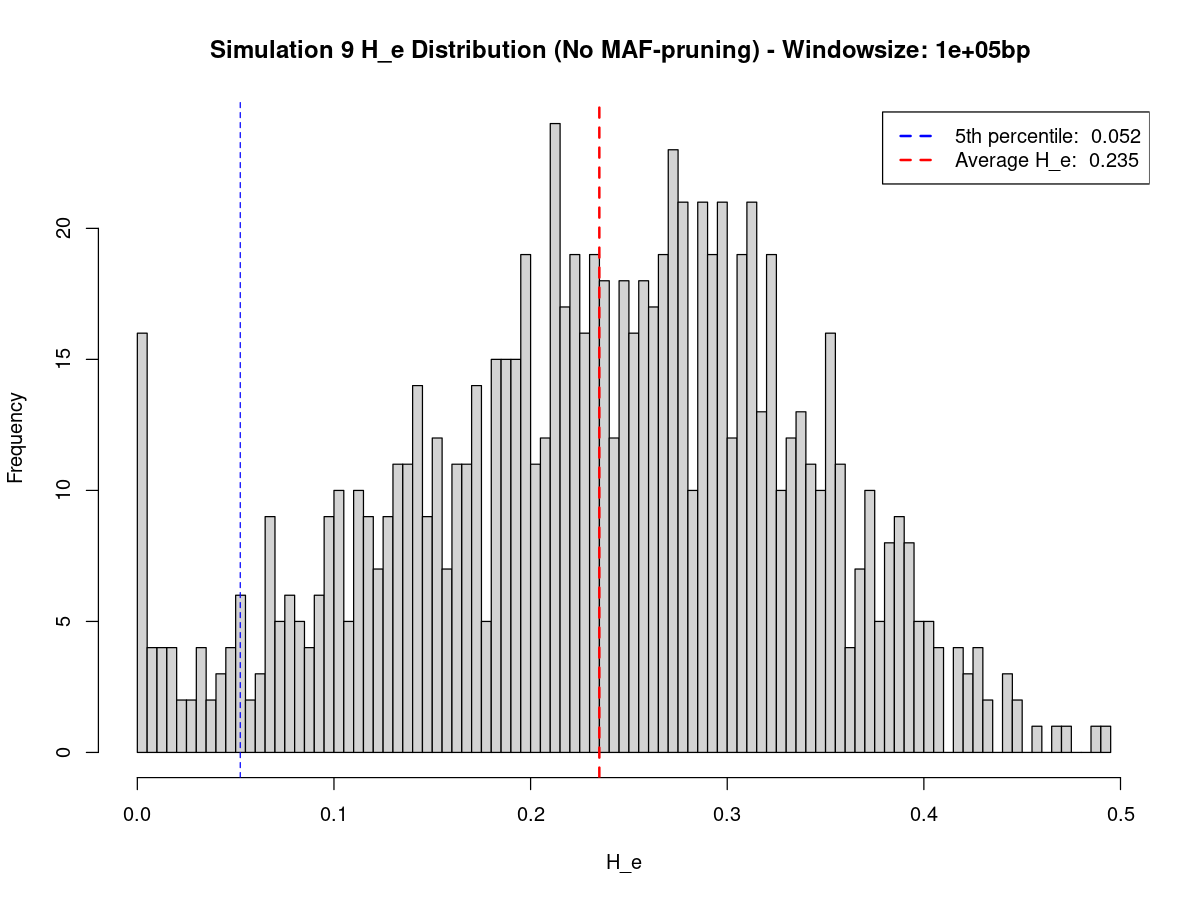 Simulation 9 H_e Distribution (No MAF-pruning) - Windowsize: 1e+05bp
5th percentile:  0.052
Average H_e:  0.235
Frequency
20
15
10
5
0
0.0 0.1 0.2 0.3 0.4 0.5
H_e